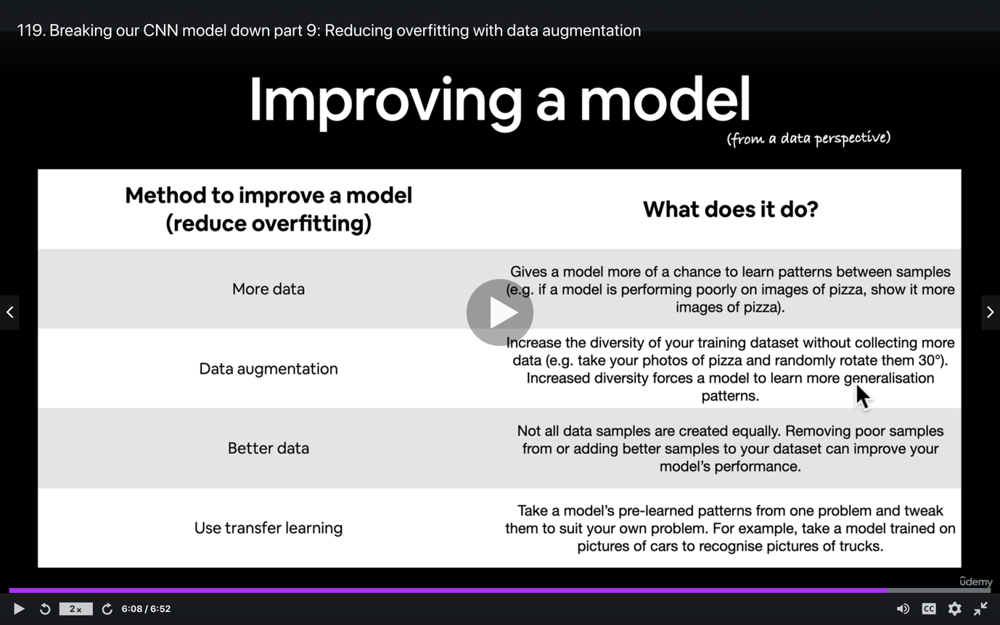 119. Breaking our CNN model down part 9: Reducing overfitting with data augmentation
Improving a model
(from a data perspective)
Method to improve a model
(reduce overfitting)
What does it do?
More data
Gives a model more of a chance to learn patterns between samples
(e.g. if a model is performing poorly on images of pizza, show it more
images of pizza).
Data augmentation
Increase the diversity of your training dataset without collecting more
data (e.g. take your photos of pizza and randomly rotate them 30°).
Increased diversity forces a model to learn more generalisation
patterns.
Better data
Not all data samples are created equally. Removing poor samples
from or adding better samples to your dataset can improve your
model’s performance.
Use transfer learning
Take a model’s pre-learned patterns from one problem and tweak
them to suit your own problem. For example, take a model trained on
pictures of cars to recognise pictures of trucks.
ûdemy
2x
6:08 / 6:52
CC